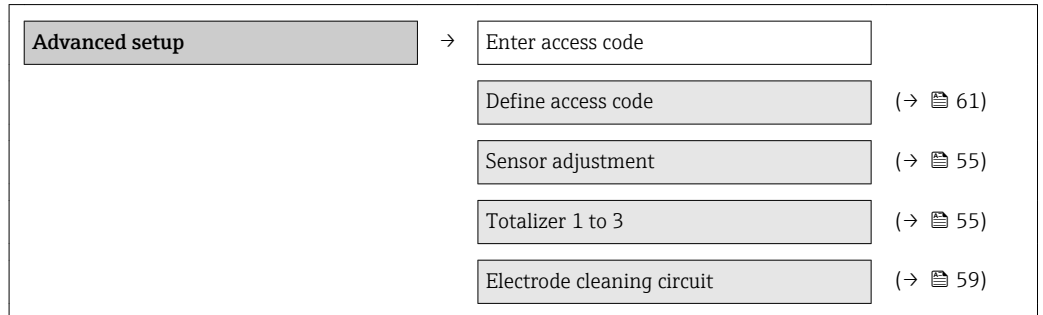 Advanced setup → Enter access code
Define access code (→ 61)
Sensor adjustment (→ 55)
Totalizer 1 to 3 (→ 55)
Electrode cleaning circuit (→ 59)